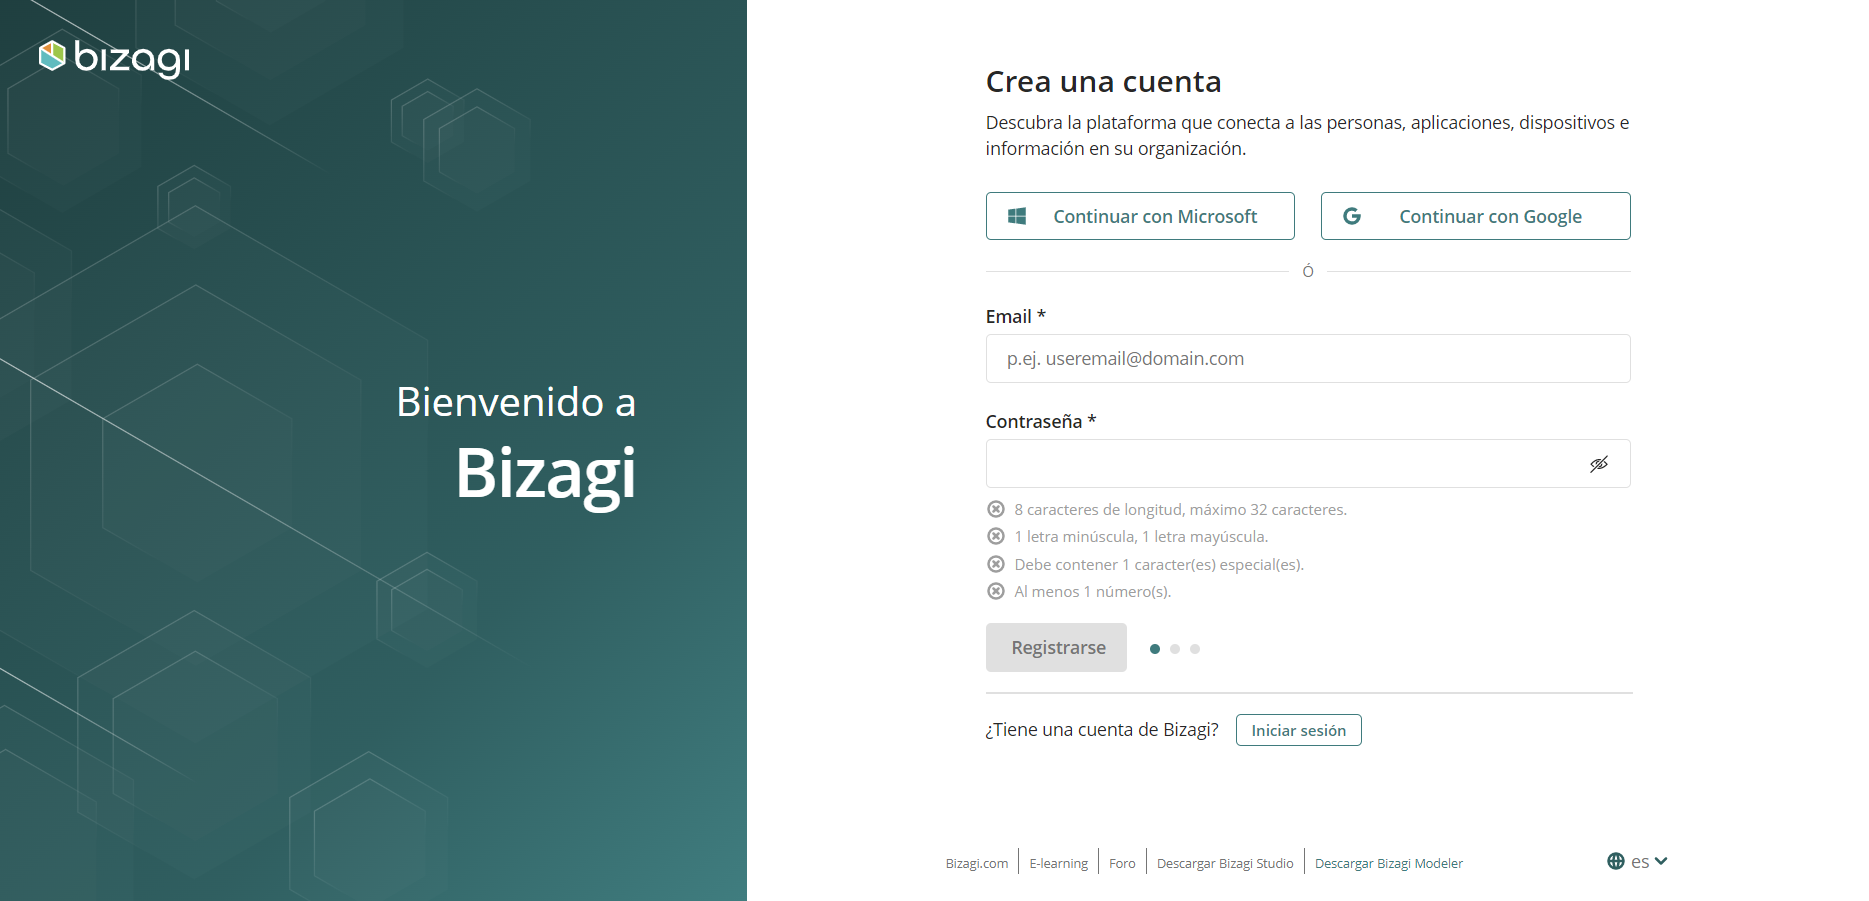 bizagi
Bienvenido a
Bizagi
Crea una cuenta
Descubra la plataforma que conecta a las personas, aplicaciones, dispositivos e
información en su organización.
Continuar con Microsoft
Continuar con Google
Ó
Email *
p.ej. useremail@domain.com
Contraseña *
8 caracteres de longitud, máximo 32 caracteres.
1 letra minúscula, 1 letra mayúscula.
Debe contener 1 caracter(es) especial(es).
Al menos 1 número(s).
Registrarse
¿Tiene una cuenta de Bizagi? Iniciar sesión
Bizagi.com E-learning Foro Descargar Bizagi Studio Descargar Bizagi Modeler es